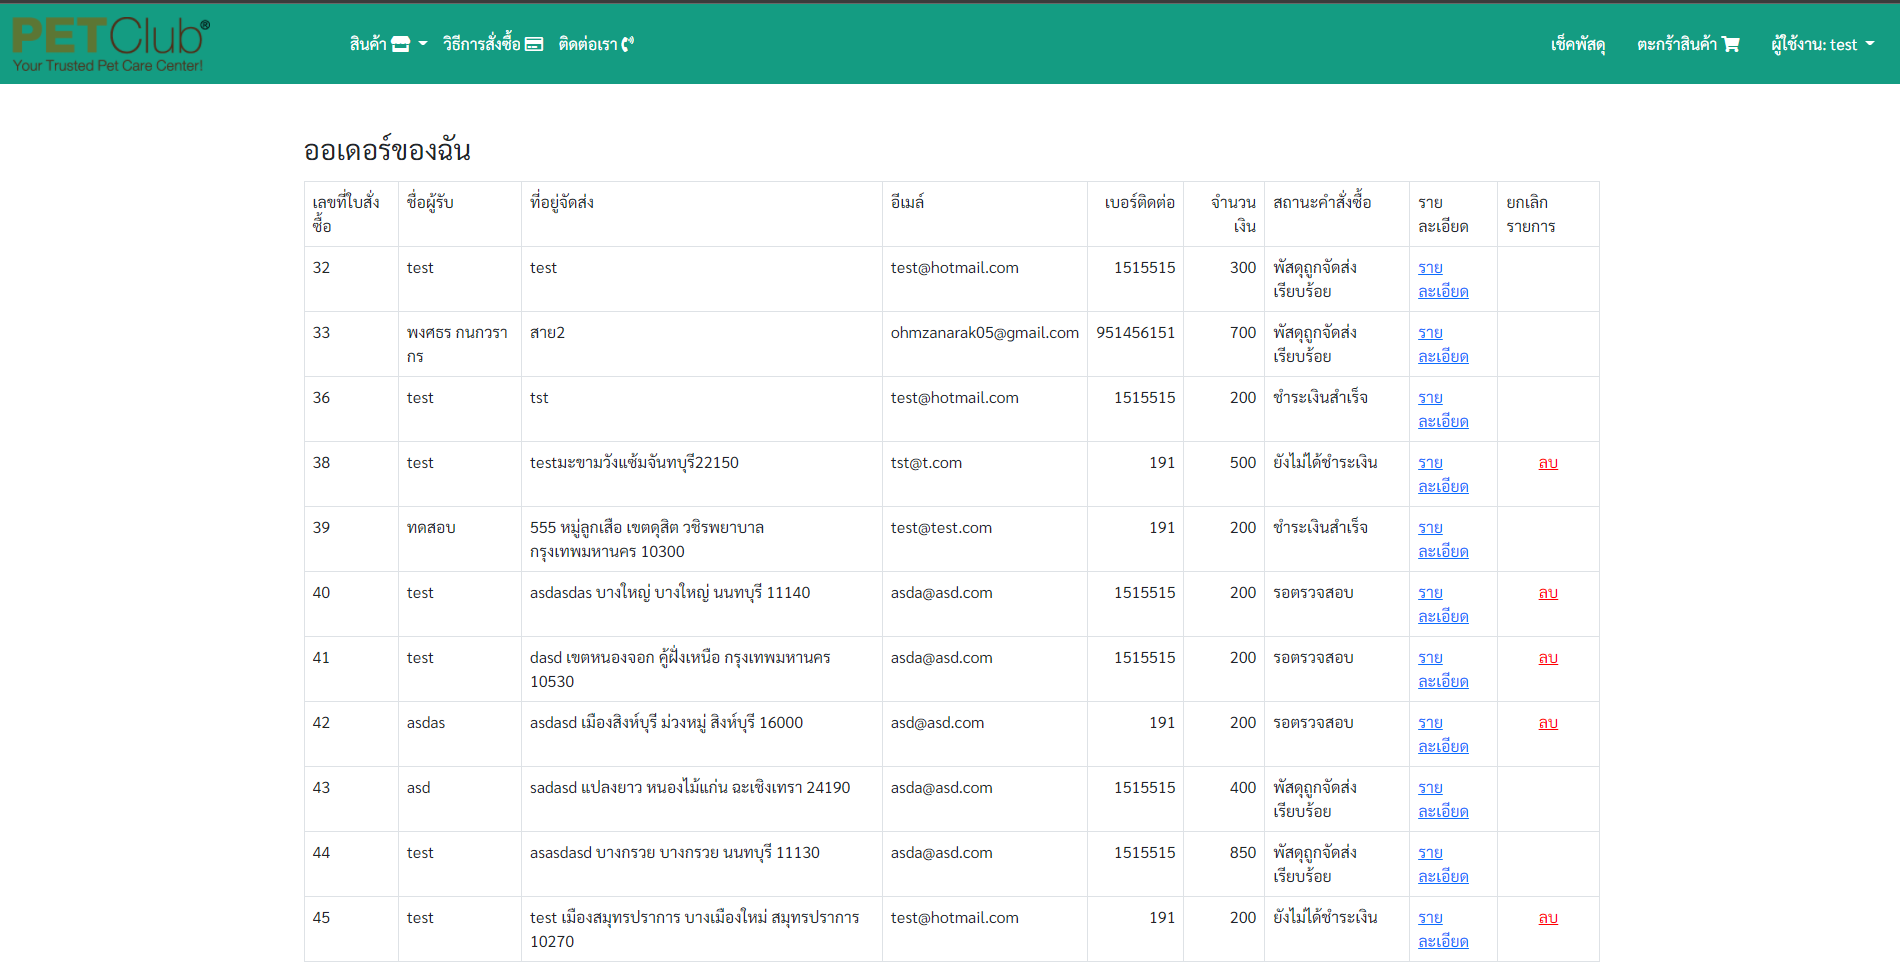 PETClub®
Your Trusted Pet Care Center!
สินค้า
วิธีการสั่งซื้อ
ติดต่อเรา
เช็คพัสดุ
ตะกร้าสินค้า
ผู้ใช้งาน: test
ออเดอร์ของฉัน
เลขที่ใบสั่ง
ซื้อ
ชื่อผู้รับ
ที่อยู่จัดส่ง
อีเมล์
เบอร์ติดต่อ
จำนวน
เงิน
สถานะคำสั่งซื้อ
ราย
ละเอียด
ยกเลิก
รายการ
32
test
test
test@hotmail.com
1515515
300
พัสดุถูกจัดส่ง
เรียบร้อย
ราย
ละเอียด
33
พงศธร กนกวรา
กร
สาย2
ohmzanarak05@gmail.com
951456151
700
พัสดุถูกจัดส่ง
เรียบร้อย
ราย
ละเอียด
36
test
tst
test@hotmail.com
1515515
200
ชำระเงินสำเร็จ
ราย
ละเอียด
38
test
testมะขามวังแซ้มจันทบุรี22150
tst@t.com
191
500
ยังไม่ได้ชำระเงิน
ราย
ละเอียด
ลบ
39
ทดสอบ
555 หมู่ลูกเสือ เขตดุสิต วชิรพยาบาล
กรุงเทพมหานคร 10300
test@test.com
191
200
ชำระเงินสำเร็จ
ราย
ละเอียด
40
test
asdasdas บางใหญ่ บางใหญ่ นนทบุรี 11140
asda@asd.com
1515515
200
รอตรวจสอบ
ราย
ละเอียด
ลบ
41
test
dasd เขตหนองจอก คู้ฝั่งเหนือ กรุงเทพมหานคร
10530
asda@asd.com
1515515
200
รอตรวจสอบ
ราย
ละเอียด
ลบ
42
asdas
asdasd เมืองสิงห์บุรี ม่วงหมู่ สิงห์บุรี 16000
asd@asd.com
191
200
รอตรวจสอบ
ราย
ละเอียด
ลบ
43
asd
sadasd แปลงยาว หนองไม้แก่น ฉะเชิงเทรา 24190
asda@asd.com
1515515
400
พัสดุถูกจัดส่ง
เรียบร้อย
ราย
ละเอียด
44
test
asasdasd บางกรวย บางกรวย นนทบุรี 11130
asda@asd.com
1515515
850
พัสดุถูกจัดส่ง
เรียบร้อย
ราย
ละเอียด
45
test
test เมืองสมุทรปราการ บางเมืองใหม่ สมุทรปราการ
10270
test@hotmail.com
191
200
ยังไม่ได้ชำระเงิน
ราย
ละเอียด
ลบ